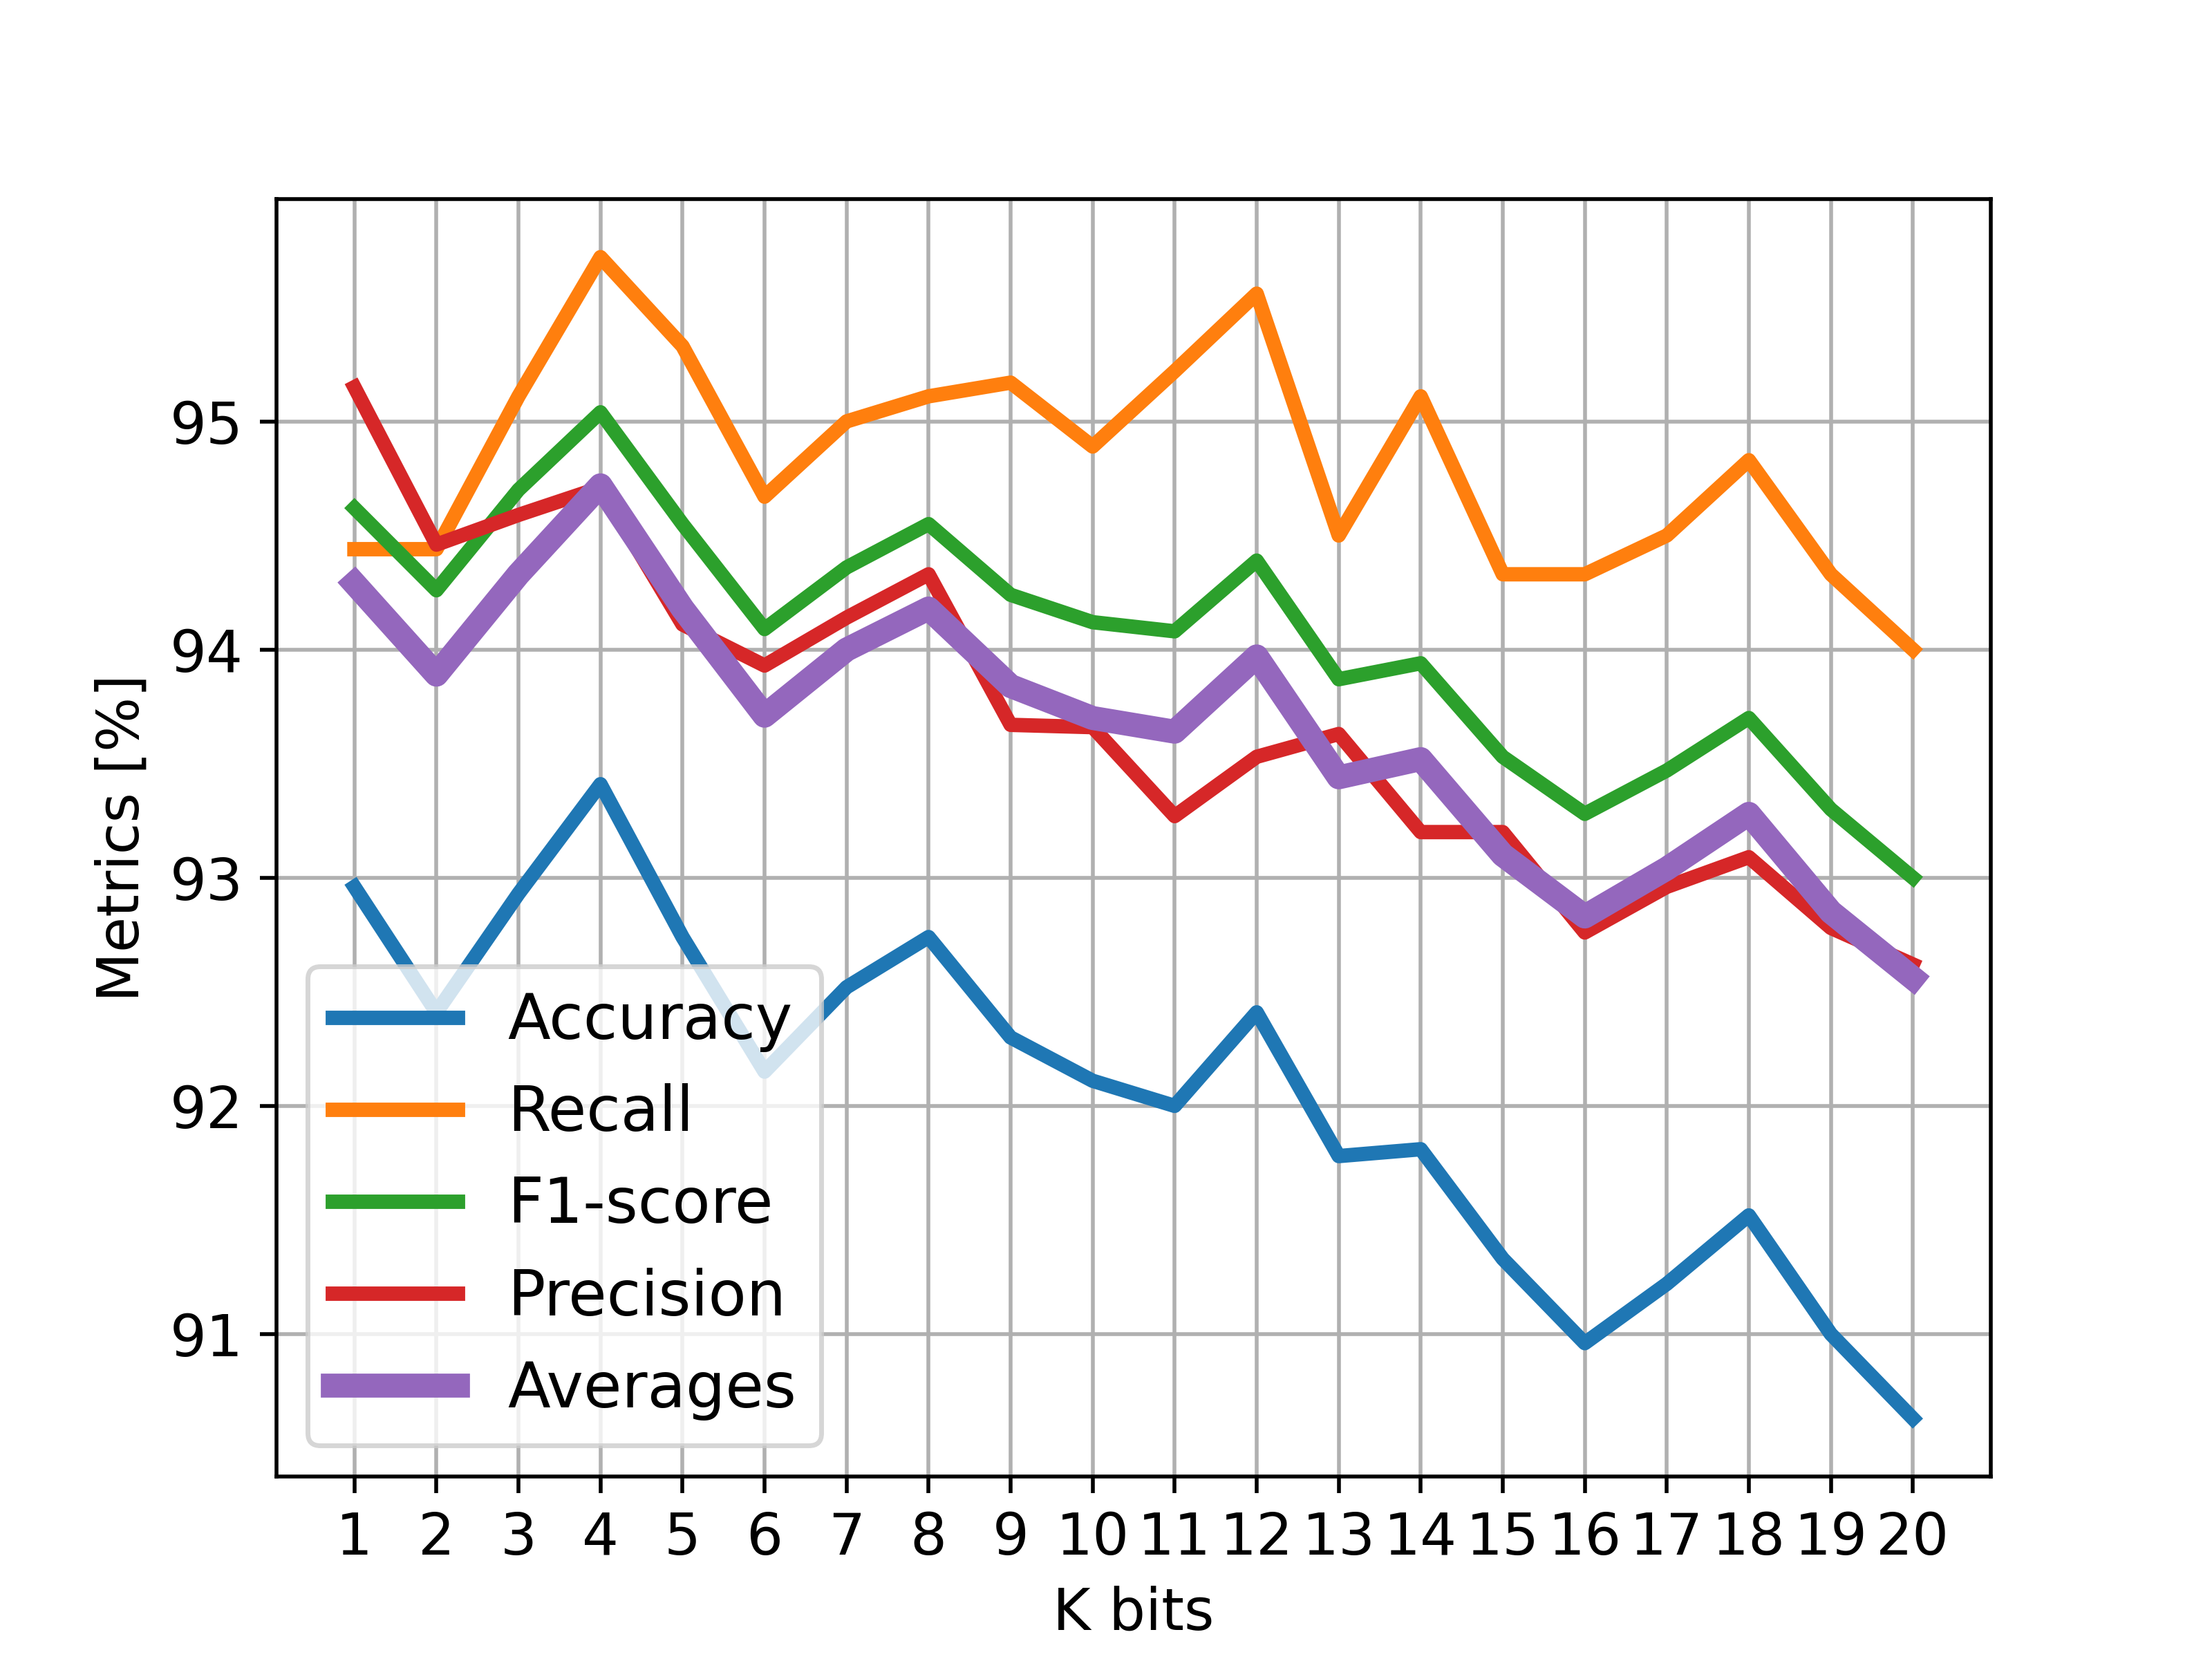 95
94
93
92
91
Metrics [%]
Accuracy
Recall
F1-score
Precision
Averages
1 2 3 4 5 6 7 8 9 10 11 12 13 14 15 16 17 18 19 20
K bits